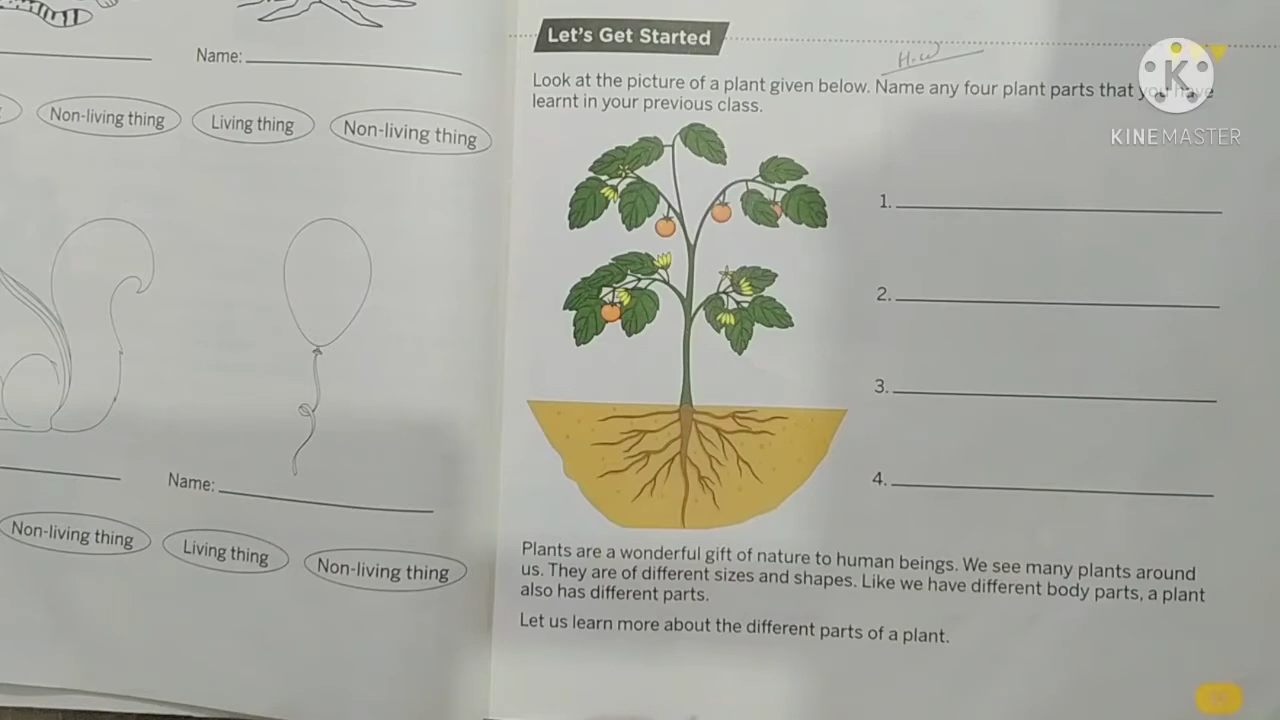 Name:
Non-living thing
Living thing
Non-living thing
Name:
Non-living thing
Living thing
Non-living thing
Let's Get Started
H.W
Look at the picture of a plant given below. Name any four plant parts that you have
learnt in your previous class.
K
KINEMASTER
1.
2.
3.
4.
Plants are a wonderful gift of nature to human beings. We see many plants around
us. They are of different sizes and shapes. Like we have different body parts, a plant
also has different parts.
Let us learn more about the different parts of a plant.